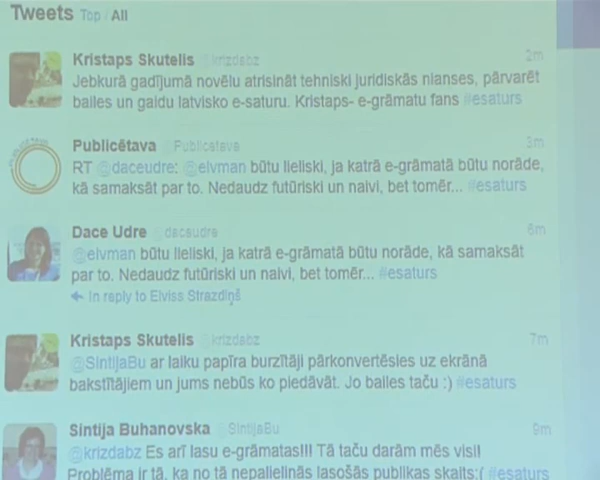 Tweets Top / All
Kristaps Skutelis @krizdabz 2m
Jebkurā gadījumā novēlu atrisināt tehniski juridiskās nianses, pārvarēt
bailes un gaidu latvisko e-saturu. Kristaps- e-grāmatu fans #esaturs
Publicētava @Publicetava 3m
RT @daceudre: @elvman būtu lieliski, ja katrā e-grāmatā būtu norāde,
kā samaksāt par to. Nedaudz futūriski un naivi, bet tomēr... #esaturs
Dace Udre @daceudre 6m
@elvman būtu lieliski, ja katrā e-grāmatā būtu norāde, kā samaksāt
par to. Nedaudz futūriski un naivi, bet tomēr... #esaturs
In reply to Elviss Strazdiņš
Kristaps Skutelis @krizdabz 7m
@SintijaBu ar laiku papīra burzītāji pārkonvertēsies uz ekrānā
bakstītājiem un jums nebūs ko piedāvāt. Jo bailes taču :) #esaturs
Sintija Buhanovska @SintijaBu 9m
@krizdabz Es arī lasu e-grāmatas!!! Tā taču darām mēs visi!
Problēma ir tā, ka no tā nepalielinās lasošās publikas skaits:( #esaturs